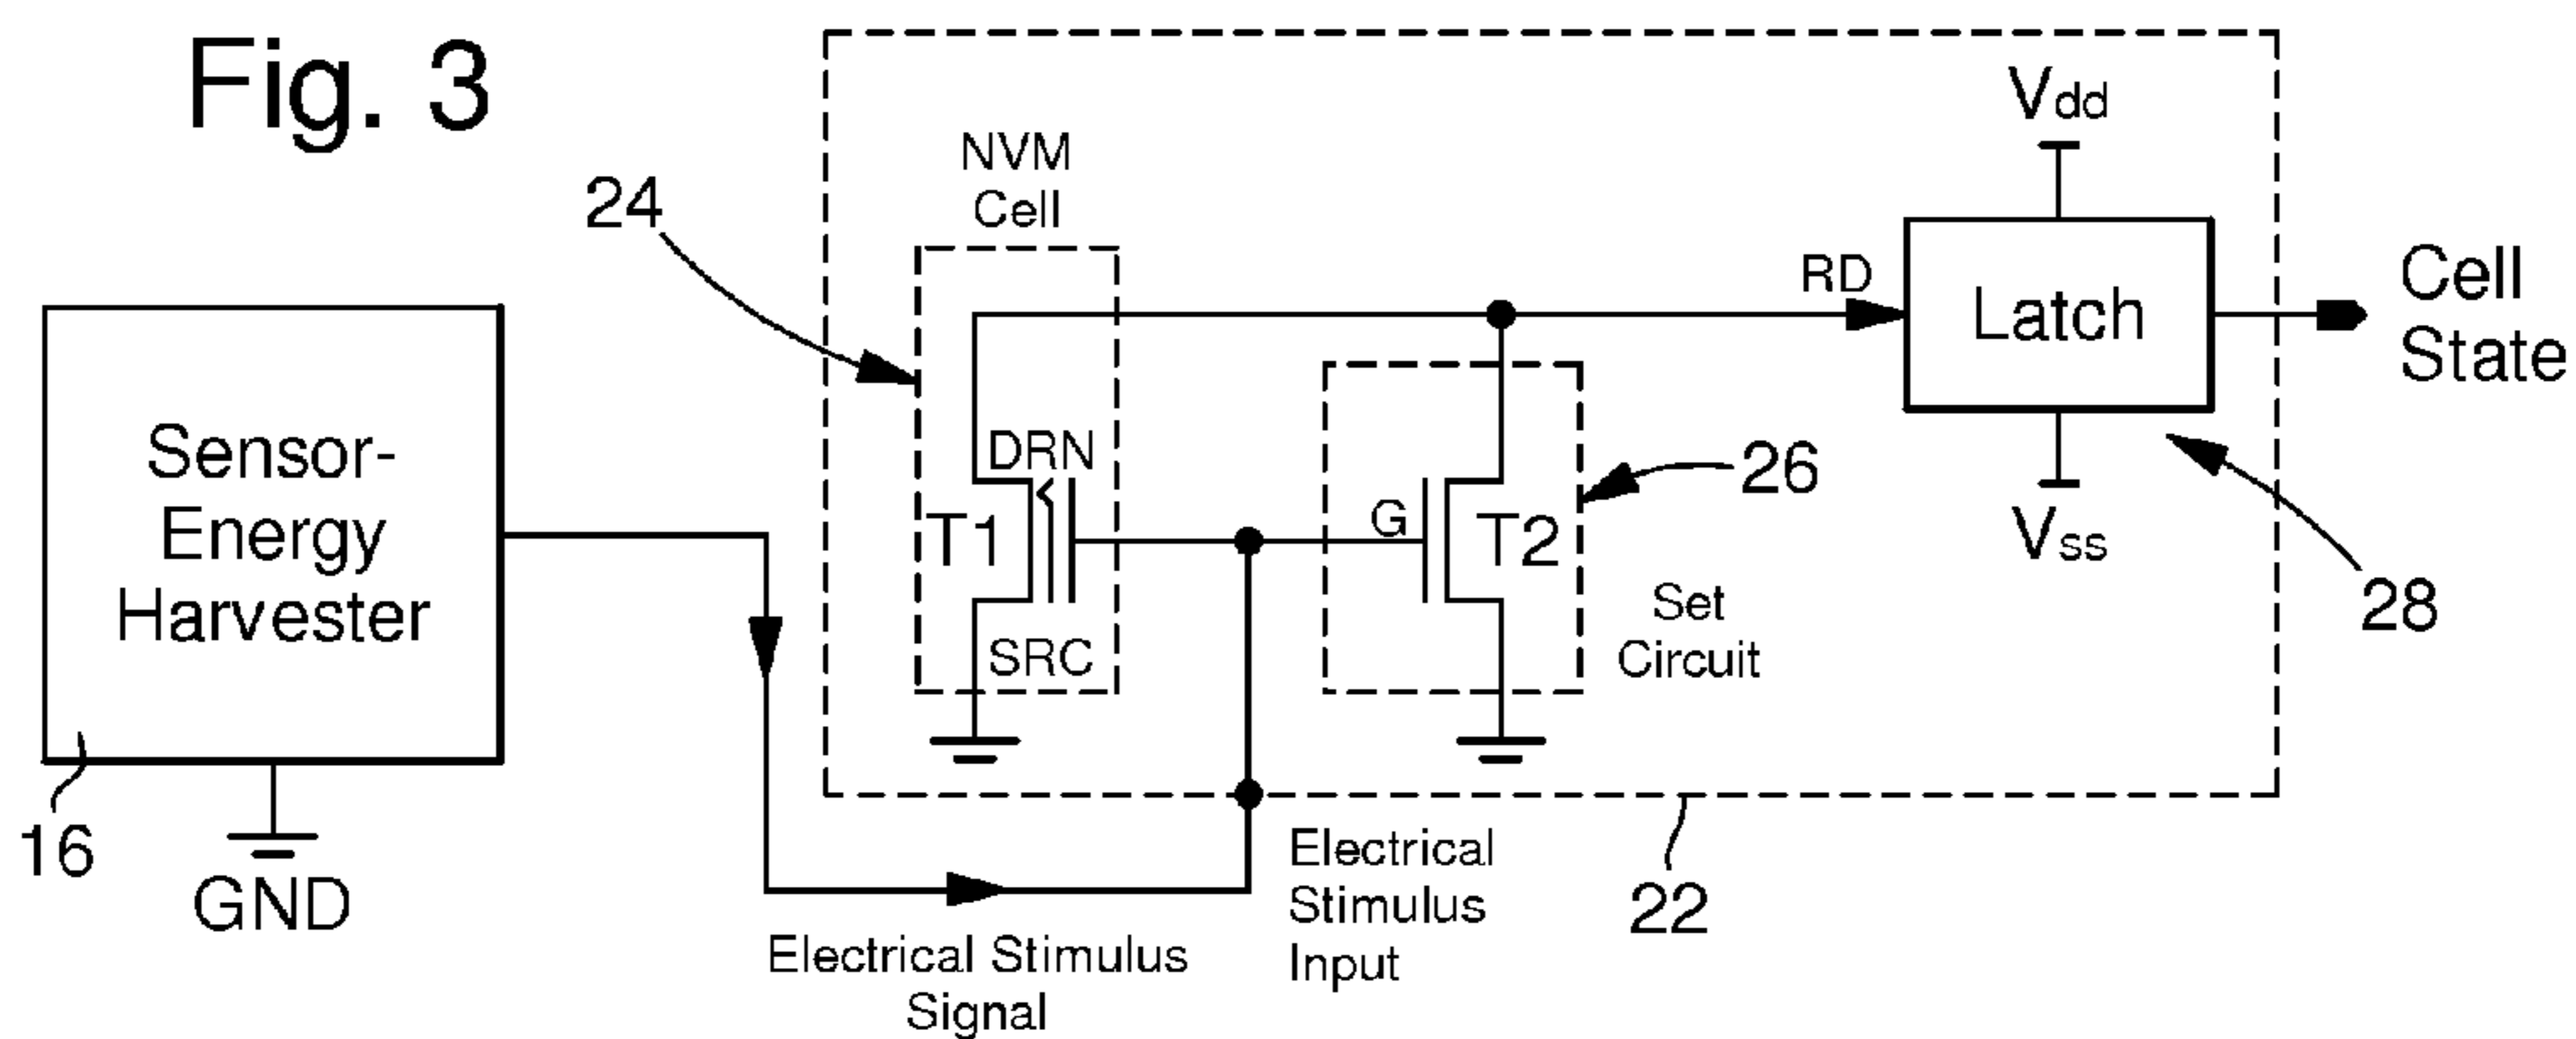 Fig. 3
Sensor-
Energy
Harvester
16
GND
24
NVM
Cell
DRN
T1
SRC
Electrical Stimulus
Signal
Electrical
Stimulus
Input
G
T2
26
Set
Circuit
22
RD
Vdd
Latch
Vss
28
Cell
State